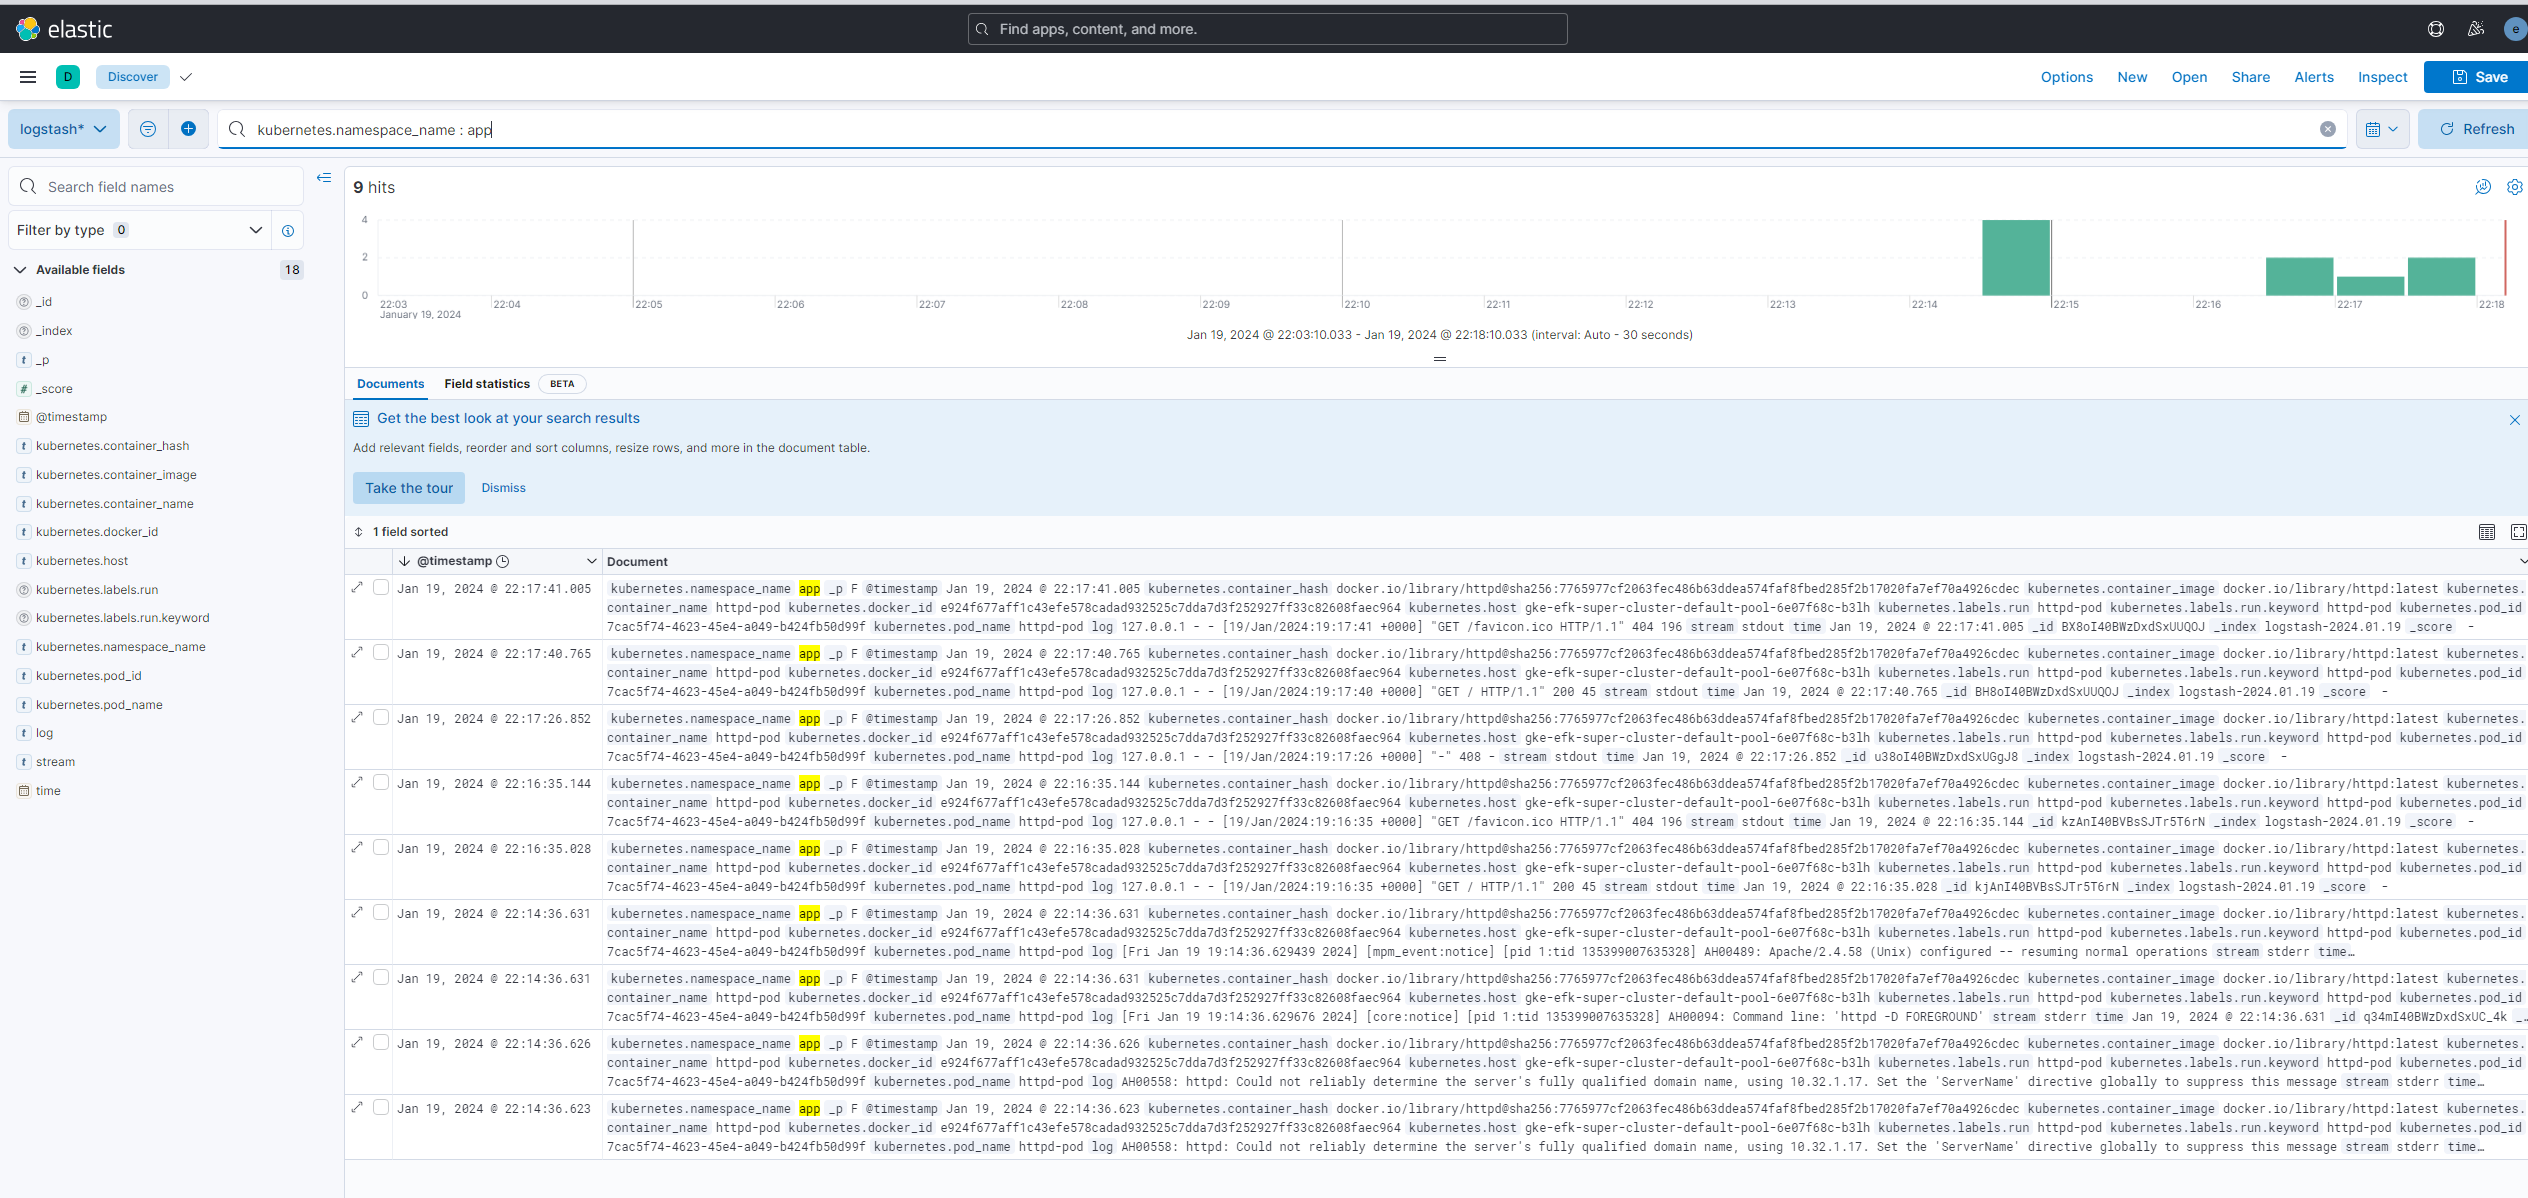 elastic
Find apps, content, and more.
e
D
Discover
Options
New
Open
Share
Alerts
Inspect
Save
logstash*
kubernetes.namespace_name : app
Refresh
Search field names
Filter by type 0
Available fields 18
_id
_index
t _p
# _score
@timestamp
t kubernetes.container_hash
t kubernetes.container_image
t kubernetes.container_name
t kubernetes.docker_id
t kubernetes.host
kubernetes.labels.run
kubernetes.labels.run.keyword
t kubernetes.namespace_name
t kubernetes.pod_id
t kubernetes.pod_name
t log
t stream
time
9 hits
4
2
0
22:03 22:04 22:05 22:06 22:07 22:08 22:09 22:10 22:11 22:12 22:13 22:14 22:15 22:16 22:17 22:18
January 19, 2024
Jan 19, 2024 @ 22:03:10.033 - Jan 19, 2024 @ 22:18:10.033 (interval: Auto - 30 seconds)
Documents Field statistics BETA
Get the best look at your search results
Add relevant fields, reorder and sort columns, resize rows, and more in the document table.
Take the tour Dismiss
1 field sorted
@timestamp Document
Jan 19, 2024 @ 22:17:41.005 kubernetes.namespace_name app _p F @timestamp Jan 19, 2024 @ 22:17:41.005 kubernetes.container_hash docker.io/library/httpd@sha256:7765977cf2063fec486b63ddea574faf8fbed285f2b17020fa7ef70a4926cdec kubernetes.container_image docker.io/library/httpd:latest kubernetes.
container_name httpd-pod kubernetes.docker_id e924f677aff1c43efe578cadad932525c7dda7d3f252927ff33c82608faec964 kubernetes.host gke-efk-super-cluster-default-pool-6e07f68c-b3lh kubernetes.labels.run httpd-pod kubernetes.labels.run.keyword httpd-pod kubernetes.pod_id
7cac5f74-4623-45e4-a049-b424fb50d99f kubernetes.pod_name httpd-pod log 127.0.0.1 - - [19/Jan/2024:19:17:41 +0000] "GET /favicon.ico HTTP/1.1" 404 196 stream stdout time Jan 19, 2024 @ 22:17:41.005 _id BX8oI40BWzDxdSxUUQOJ _index logstash-2024.01.19 _score -
Jan 19, 2024 @ 22:17:40.765 kubernetes.namespace_name app _p F @timestamp Jan 19, 2024 @ 22:17:40.765 kubernetes.container_hash docker.io/library/httpd@sha256:7765977cf2063fec486b63ddea574faf8fbed285f2b17020fa7ef70a4926cdec kubernetes.container_image docker.io/library/httpd:latest kubernetes.
container_name httpd-pod kubernetes.docker_id e924f677aff1c43efe578cadad932525c7dda7d3f252927ff33c82608faec964 kubernetes.host gke-efk-super-cluster-default-pool-6e07f68c-b3lh kubernetes.labels.run httpd-pod kubernetes.labels.run.keyword httpd-pod kubernetes.pod_id
7cac5f74-4623-45e4-a049-b424fb50d99f kubernetes.pod_name httpd-pod log 127.0.0.1 - - [19/Jan/2024:19:17:40 +0000] "GET / HTTP/1.1" 200 45 stream stdout time Jan 19, 2024 @ 22:17:40.765 _id BH8oI40BWzDxdSxUUQOJ _index logstash-2024.01.19 _score -
Jan 19, 2024 @ 22:17:26.852 kubernetes.namespace_name app _p F @timestamp Jan 19, 2024 @ 22:17:26.852 kubernetes.container_hash docker.io/library/httpd@sha256:7765977cf2063fec486b63ddea574faf8fbed285f2b17020fa7ef70a4926cdec kubernetes.container_image docker.io/library/httpd:latest kubernetes.
container_name httpd-pod kubernetes.docker_id e924f677aff1c43efe578cadad932525c7dda7d3f252927ff33c82608faec964 kubernetes.host gke-efk-super-cluster-default-pool-6e07f68c-b3lh kubernetes.labels.run httpd-pod kubernetes.labels.run.keyword httpd-pod kubernetes.pod_id
7cac5f74-4623-45e4-a049-b424fb50d99f kubernetes.pod_name httpd-pod log 127.0.0.1 - - [19/Jan/2024:19:17:26 +0000] "-" 408 - stream stdout time Jan 19, 2024 @ 22:17:26.852 _id u38oI40BWzDxdSxUGgJ8 _index logstash-2024.01.19 _score -
Jan 19, 2024 @ 22:16:35.144 kubernetes.namespace_name app _p F @timestamp Jan 19, 2024 @ 22:16:35.144 kubernetes.container_hash docker.io/library/httpd@sha256:7765977cf2063fec486b63ddea574faf8fbed285f2b17020fa7ef70a4926cdec kubernetes.container_image docker.io/library/httpd:latest kubernetes.
container_name httpd-pod kubernetes.docker_id e924f677aff1c43efe578cadad932525c7dda7d3f252927ff33c82608faec964 kubernetes.host gke-efk-super-cluster-default-pool-6e07f68c-b3lh kubernetes.labels.run httpd-pod kubernetes.labels.run.keyword httpd-pod kubernetes.pod_id
7cac5f74-4623-45e4-a049-b424fb50d99f kubernetes.pod_name httpd-pod log 127.0.0.1 - - [19/Jan/2024:19:16:35 +0000] "GET /favicon.ico HTTP/1.1" 404 196 stream stdout time Jan 19, 2024 @ 22:16:35.144 _id kzAnI40BVBsSJTr5T6rN _index logstash-2024.01.19 _score -
Jan 19, 2024 @ 22:16:35.028 kubernetes.namespace_name app _p F @timestamp Jan 19, 2024 @ 22:16:35.028 kubernetes.container_hash docker.io/library/httpd@sha256:7765977cf2063fec486b63ddea574faf8fbed285f2b17020fa7ef70a4926cdec kubernetes.container_image docker.io/library/httpd:latest kubernetes.
container_name httpd-pod kubernetes.docker_id e924f677aff1c43efe578cadad932525c7dda7d3f252927ff33c82608faec964 kubernetes.host gke-efk-super-cluster-default-pool-6e07f68c-b3lh kubernetes.labels.run httpd-pod kubernetes.labels.run.keyword httpd-pod kubernetes.pod_id
7cac5f74-4623-45e4-a049-b424fb50d99f kubernetes.pod_name httpd-pod log 127.0.0.1 - - [19/Jan/2024:19:16:35 +0000] "GET / HTTP/1.1" 200 45 stream stdout time Jan 19, 2024 @ 22:16:35.028 _id kjAnI40BVBsSJTr5T6rN _index logstash-2024.01.19 _score -
Jan 19, 2024 @ 22:14:36.631 kubernetes.namespace_name app _p F @timestamp Jan 19, 2024 @ 22:14:36.631 kubernetes.container_hash docker.io/library/httpd@sha256:7765977cf2063fec486b63ddea574faf8fbed285f2b17020fa7ef70a4926cdec kubernetes.container_image docker.io/library/httpd:latest kubernetes.
container_name httpd-pod kubernetes.docker_id e924f677aff1c43efe578cadad932525c7dda7d3f252927ff33c82608faec964 kubernetes.host gke-efk-super-cluster-default-pool-6e07f68c-b3lh kubernetes.labels.run httpd-pod kubernetes.labels.run.keyword httpd-pod kubernetes.pod_id
7cac5f74-4623-45e4-a049-b424fb50d99f kubernetes.pod_name httpd-pod log [Fri Jan 19 19:14:36.629439 2024] [mpm_event:notice] [pid 1:tid 135399007635328] AH00489: Apache/2.4.58 (Unix) configured -- resuming normal operations stream stderr time…
Jan 19, 2024 @ 22:14:36.631 kubernetes.namespace_name app _p F @timestamp Jan 19, 2024 @ 22:14:36.631 kubernetes.container_hash docker.io/library/httpd@sha256:7765977cf2063fec486b63ddea574faf8fbed285f2b17020fa7ef70a4926cdec kubernetes.container_image docker.io/library/httpd:latest kubernetes.
container_name httpd-pod kubernetes.docker_id e924f677aff1c43efe578cadad932525c7dda7d3f252927ff33c82608faec964 kubernetes.host gke-efk-super-cluster-default-pool-6e07f68c-b3lh kubernetes.labels.run httpd-pod kubernetes.labels.run.keyword httpd-pod kubernetes.pod_id
7cac5f74-4623-45e4-a049-b424fb50d99f kubernetes.pod_name httpd-pod log [Fri Jan 19 19:14:36.629676 2024] [core:notice] [pid 1:tid 135399007635328] AH00094: Command line: 'httpd -D FOREGROUND' stream stderr time Jan 19, 2024 @ 22:14:36.631 _id q34mI40BWzDxdSxUC_4k _…
Jan 19, 2024 @ 22:14:36.626 kubernetes.namespace_name app _p F @timestamp Jan 19, 2024 @ 22:14:36.626 kubernetes.container_hash docker.io/library/httpd@sha256:7765977cf2063fec486b63ddea574faf8fbed285f2b17020fa7ef70a4926cdec kubernetes.container_image docker.io/library/httpd:latest kubernetes.
container_name httpd-pod kubernetes.docker_id e924f677aff1c43efe578cadad932525c7dda7d3f252927ff33c82608faec964 kubernetes.host gke-efk-super-cluster-default-pool-6e07f68c-b3lh kubernetes.labels.run httpd-pod kubernetes.labels.run.keyword httpd-pod kubernetes.pod_id
7cac5f74-4623-45e4-a049-b424fb50d99f kubernetes.pod_name httpd-pod log AH00558: httpd: Could not reliably determine the server's fully qualified domain name, using 10.32.1.17. Set the 'ServerName' directive globally to suppress this message stream stderr time…
Jan 19, 2024 @ 22:14:36.623 kubernetes.namespace_name app _p F @timestamp Jan 19, 2024 @ 22:14:36.623 kubernetes.container_hash docker.io/library/httpd@sha256:7765977cf2063fec486b63ddea574faf8fbed285f2b17020fa7ef70a4926cdec kubernetes.container_image docker.io/library/httpd:latest kubernetes.
container_name httpd-pod kubernetes.docker_id e924f677aff1c43efe578cadad932525c7dda7d3f252927ff33c82608faec964 kubernetes.host gke-efk-super-cluster-default-pool-6e07f68c-b3lh kubernetes.labels.run httpd-pod kubernetes.labels.run.keyword httpd-pod kubernetes.pod_id
7cac5f74-4623-45e4-a049-b424fb50d99f kubernetes.pod_name httpd-pod log AH00558: httpd: Could not reliably determine the server's fully qualified domain name, using 10.32.1.17. Set the 'ServerName' directive globally to suppress this message stream stderr time…